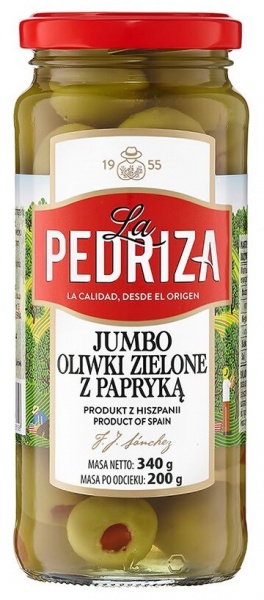 19 55
La
PEDRIZA
LA CALIDAD, DESDE EL ORIGEN
JUMBO
OLIWKI ZIELONE
Z PAPRYKĄ
PRODUKT Z HISZPANII
PRODUCT OF SPAIN
F. J. Sánchez
MASA NETTO: 340 g
MASA PO ODCIEKU: 200 g